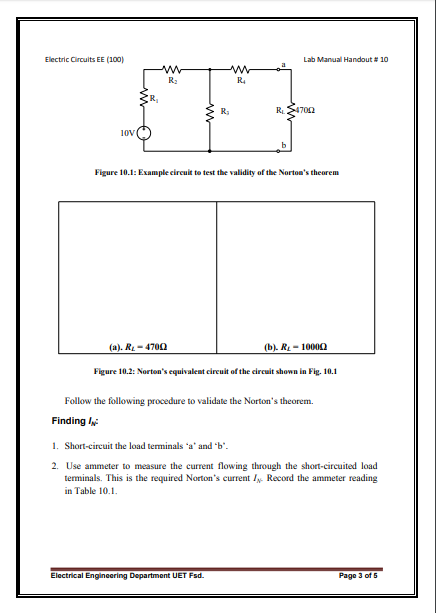 Electric Circuits EE (100) Lab Manual Handout # 10
a
R₂ R₄
R₁
R₃ R_L 470Ω
10V
b
Figure 10.1: Example circuit to test the validity of the Norton's theorem
(a). R_L = 470Ω (b). R_L = 1000Ω
Figure 10.2: Norton's equivalent circuit of the circuit shown in Fig. 10.1
Follow the following procedure to validate the Norton's theorem.
Finding I_N:
1. Short-circuit the load terminals 'a' and 'b'.
2. Use ammeter to measure the current flowing through the short-circuited load
terminals. This is the required Norton's current I_N. Record the ammeter reading
in Table 10.1.
Electrical Engineering Department UET Fsd. Page 3 of 5